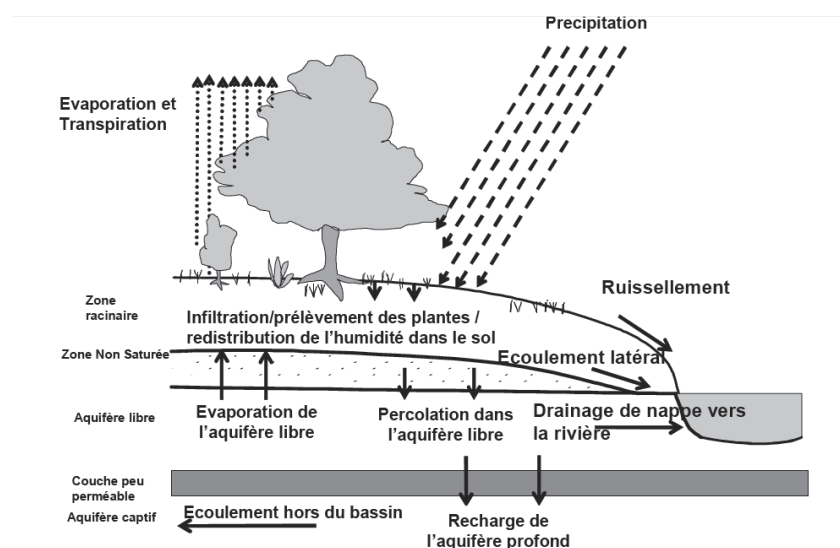 Precipitation
Evaporation et
Transpiration
Ruissellement
Zone
racinaire
Infiltration/prélèvement des plantes /
redistribution de l'humidité dans le sol
Zone Non Saturée
Ecoulement latéral
Aquifère libre
Evaporation de
l'aquifère libre
Percolation dans
l'aquifère libre
Drainage de nappe vers
la rivière
Couche peu
perméable
Aquifère captif
Ecoulement hors du bassin
Recharge de
l'aquifère profond